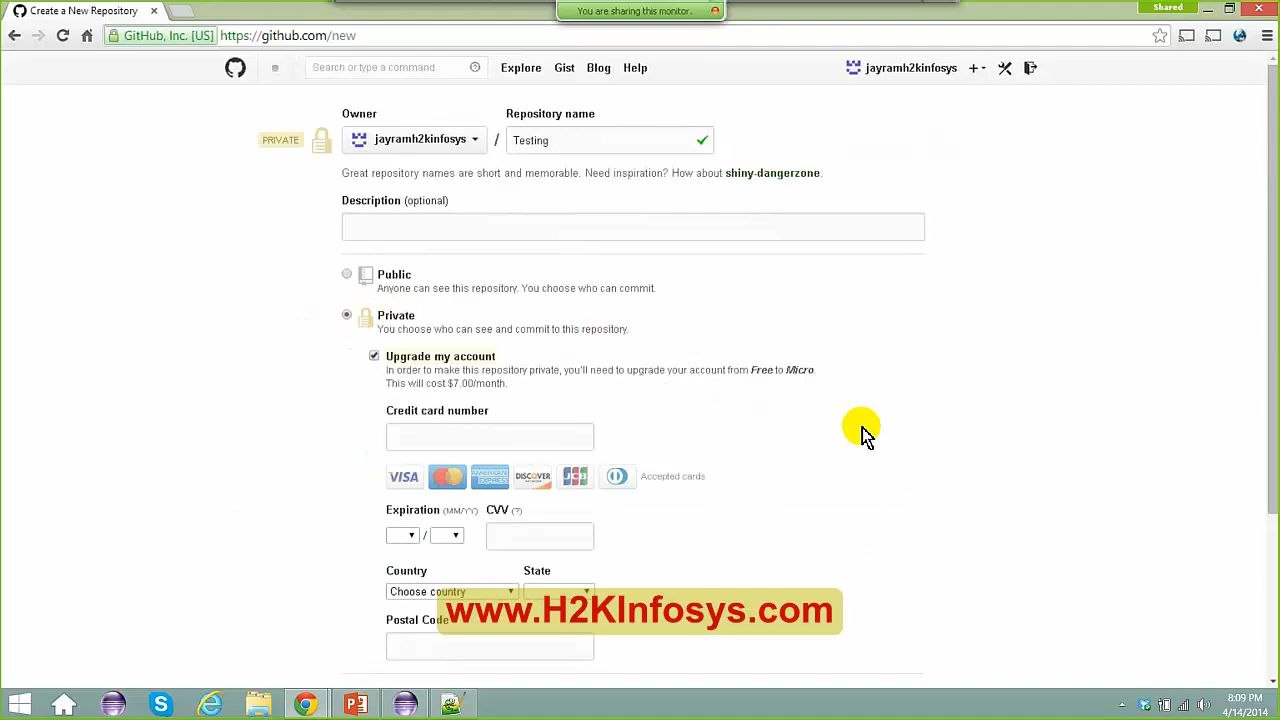 You are sharing this monitor.
Shared
Create a New Repository
GitHub, Inc. [US]
https://github.com/new
Search or type a command
Explore
Gist
Blog
Help
jayramh2kinfosys
Owner
Repository name
PRIVATE
jayramh2kinfosys
/
Testing
Great repository names are short and memorable. Need inspiration? How about shiny-dangerzone.
Description (optional)
Public
Anyone can see this repository. You choose who can commit.
Private
You choose who can see and commit to this repository.
Upgrade my account
In order to make this repository private, you'll need to upgrade your account from Free to Micro.
This will cost $7.00/month.
Credit card number
VISA
AMERICAN EXPRESS
DISCOVER
JCB
Accepted cards
Expiration (MM/YY)
CVV (?)
/
Country
State
Choose country
www.H2KInfosys.com
Postal Code
8:09 PM
4/14/2014